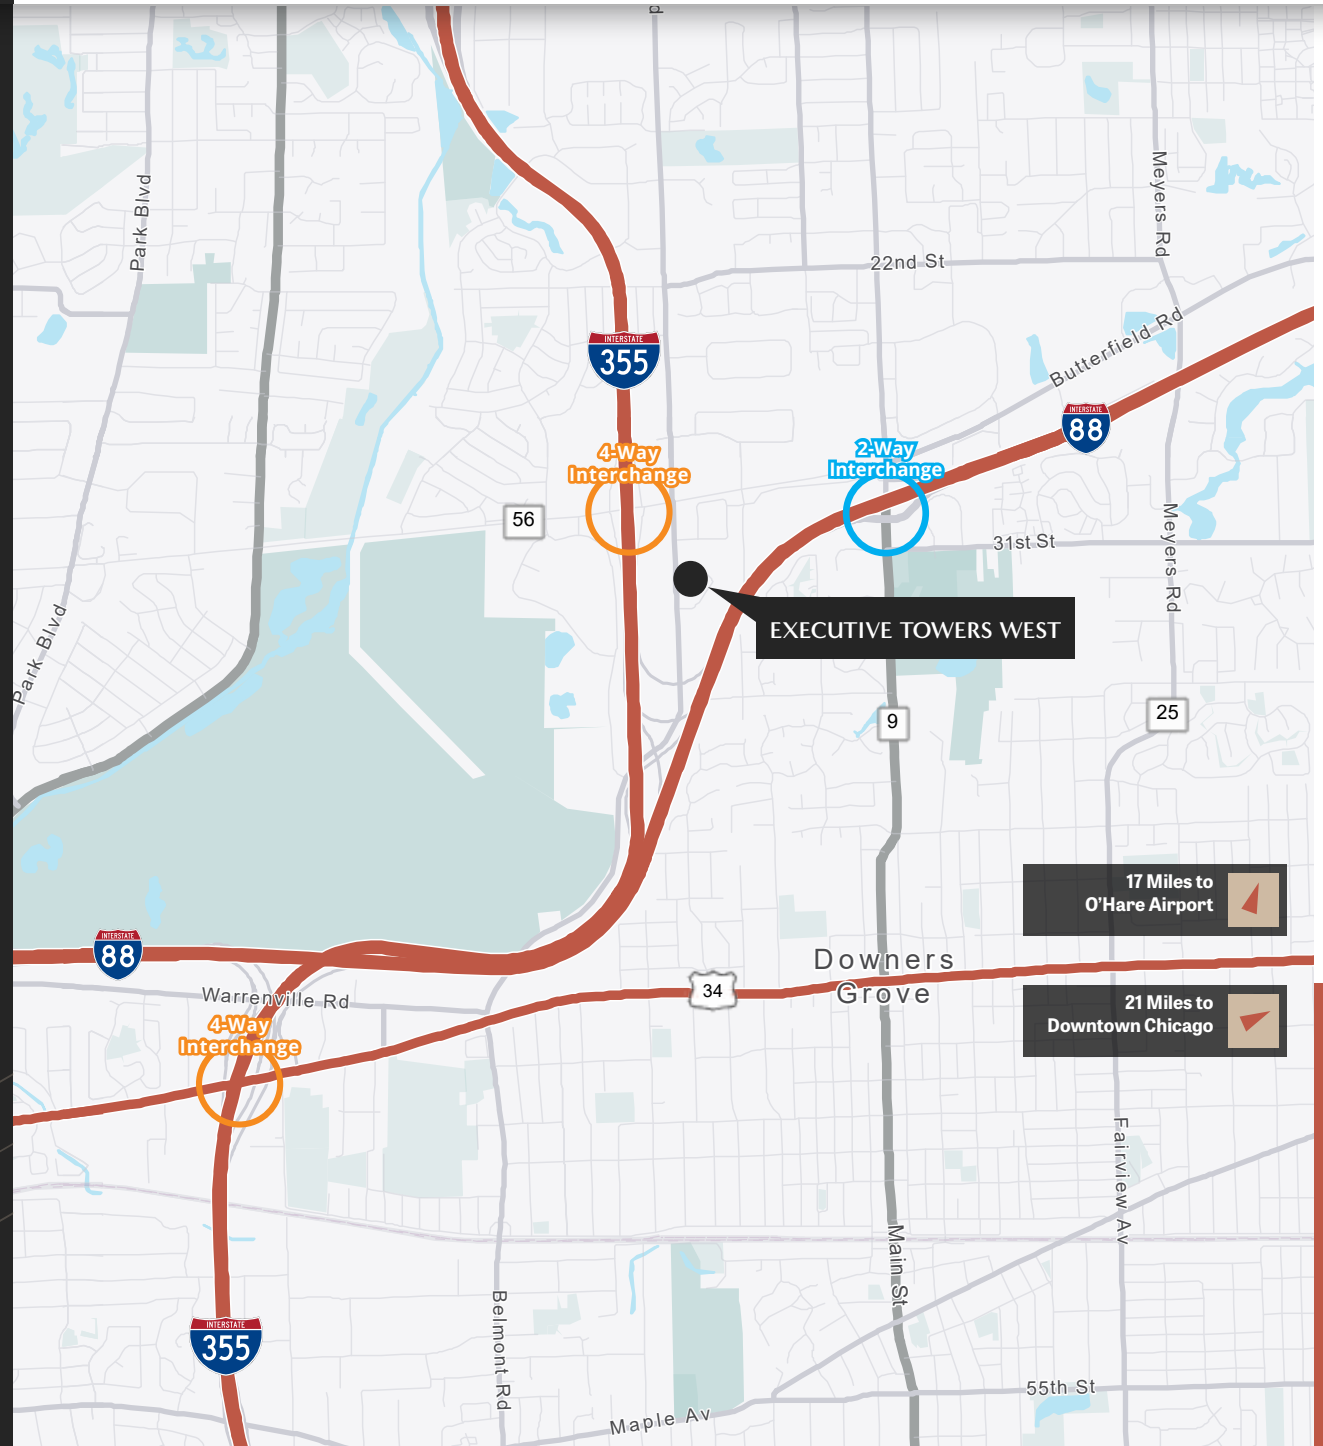 Park Blvd
Meyers Rd
22nd St
Butterfield Rd
INTERSTATE
355
INTERSTATE
88
4-Way
Interchange
2-Way
Interchange
56
31st St
Meyers Rd
EXECUTIVE TOWERS WEST
Park Blvd
9
25
17 Miles to
O'Hare Airport
INTERSTATE
88
Downers
Grove
34
Warrenville Rd
21 Miles to
Downtown Chicago
4-Way
Interchange
Fairview Av
Main St
Belmont Rd
INTERSTATE
355
55th St
Maple Av